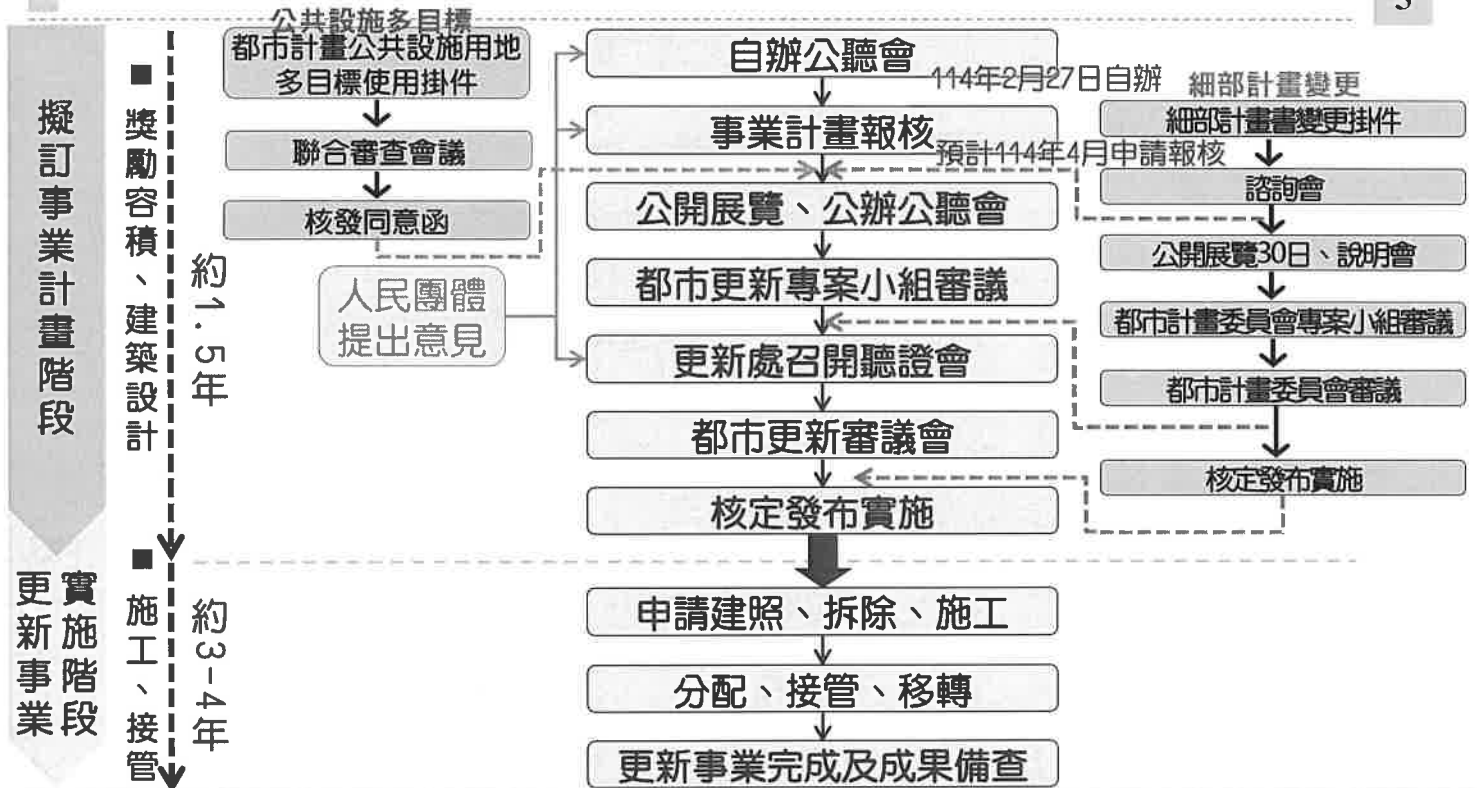 5
擬訂事業計畫階段
更新事業
實施階段
■ 獎勵容積、建築設計
約1.5年
■ 施工、接管
約3-4年
公共設施多目標
都市計畫公共設施用地
多目標使用掛件
聯合審查會議
核發同意函
人民團體
提出意見
自辦公聽會
114年2月27日自辦
事業計畫報核
預計114年4月申請報核
公開展覽、公辦公聽會
都市更新專案小組審議
更新處召開聽證會
都市更新審議會
核定發布實施
申請建照、拆除、施工
分配、接管、移轉
更新事業完成及成果備查
細部計畫變更
細部計畫書變更掛件
諮詢會
公開展覽30日、說明會
都市計畫委員會專案小組審議
都市計畫委員會審議
核定發布實施